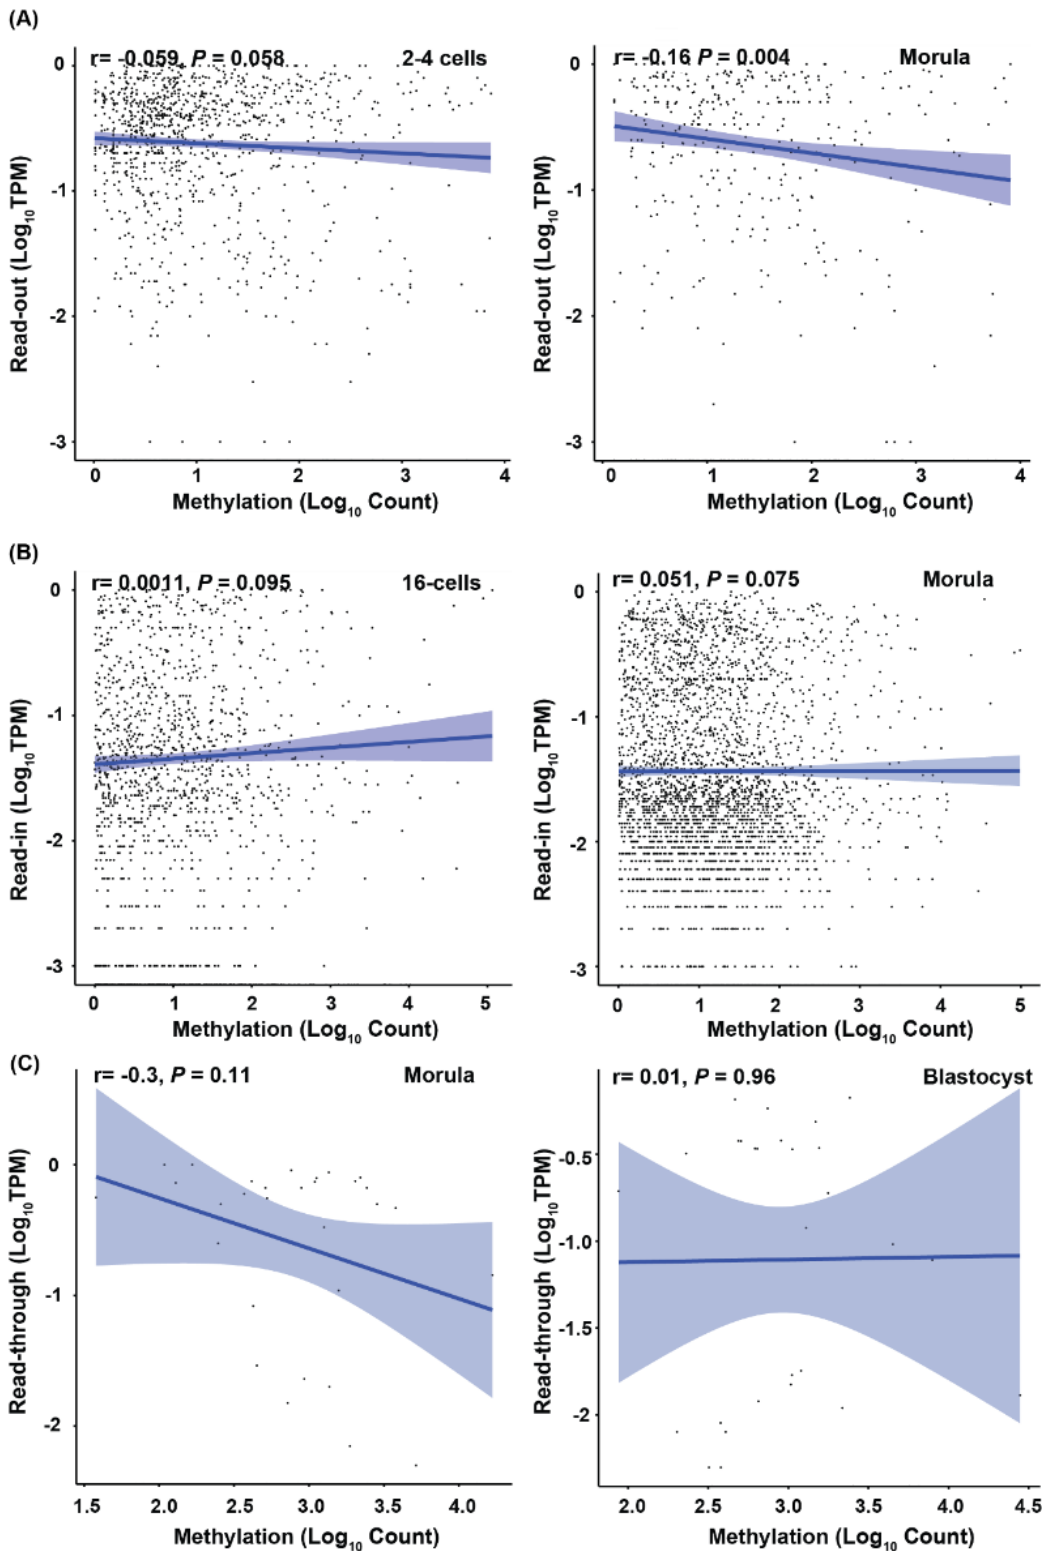 (A)
r= -0.059, P = 0.058 2-4 cells
0
-1
-2
-3
Read-out (Log10TPM)
0 1 2 3 4
Methylation (Log10 Count)
r= -0.16 P = 0.004 Morula
0
-1
-2
-3
Read-out (Log10TPM)
0 1 2 3 4
Methylation (Log10 Count)
(B)
r= 0.0011, P = 0.095 16-cells
0
-1
-2
-3
Read-in (Log10TPM)
0 1 2 3 4 5
Methylation (Log10 Count)
r= 0.051, P = 0.075 Morula
0
-1
-2
-3
Read-in (Log10TPM)
0 1 2 3 4 5
Methylation (Log10 Count)
(C)
r= -0.3, P = 0.11 Morula
0
-1
-2
Read-through (Log10TPM)
1.5 2.0 2.5 3.0 3.5 4.0
Methylation (Log10 Count)
r= 0.01, P = 0.96 Blastocyst
-0.5
-1.0
-1.5
-2
Read-through (Log10TPM)
2.0 2.5 3.0 3.5 4.0 4.5
Methylation (Log10 Count)